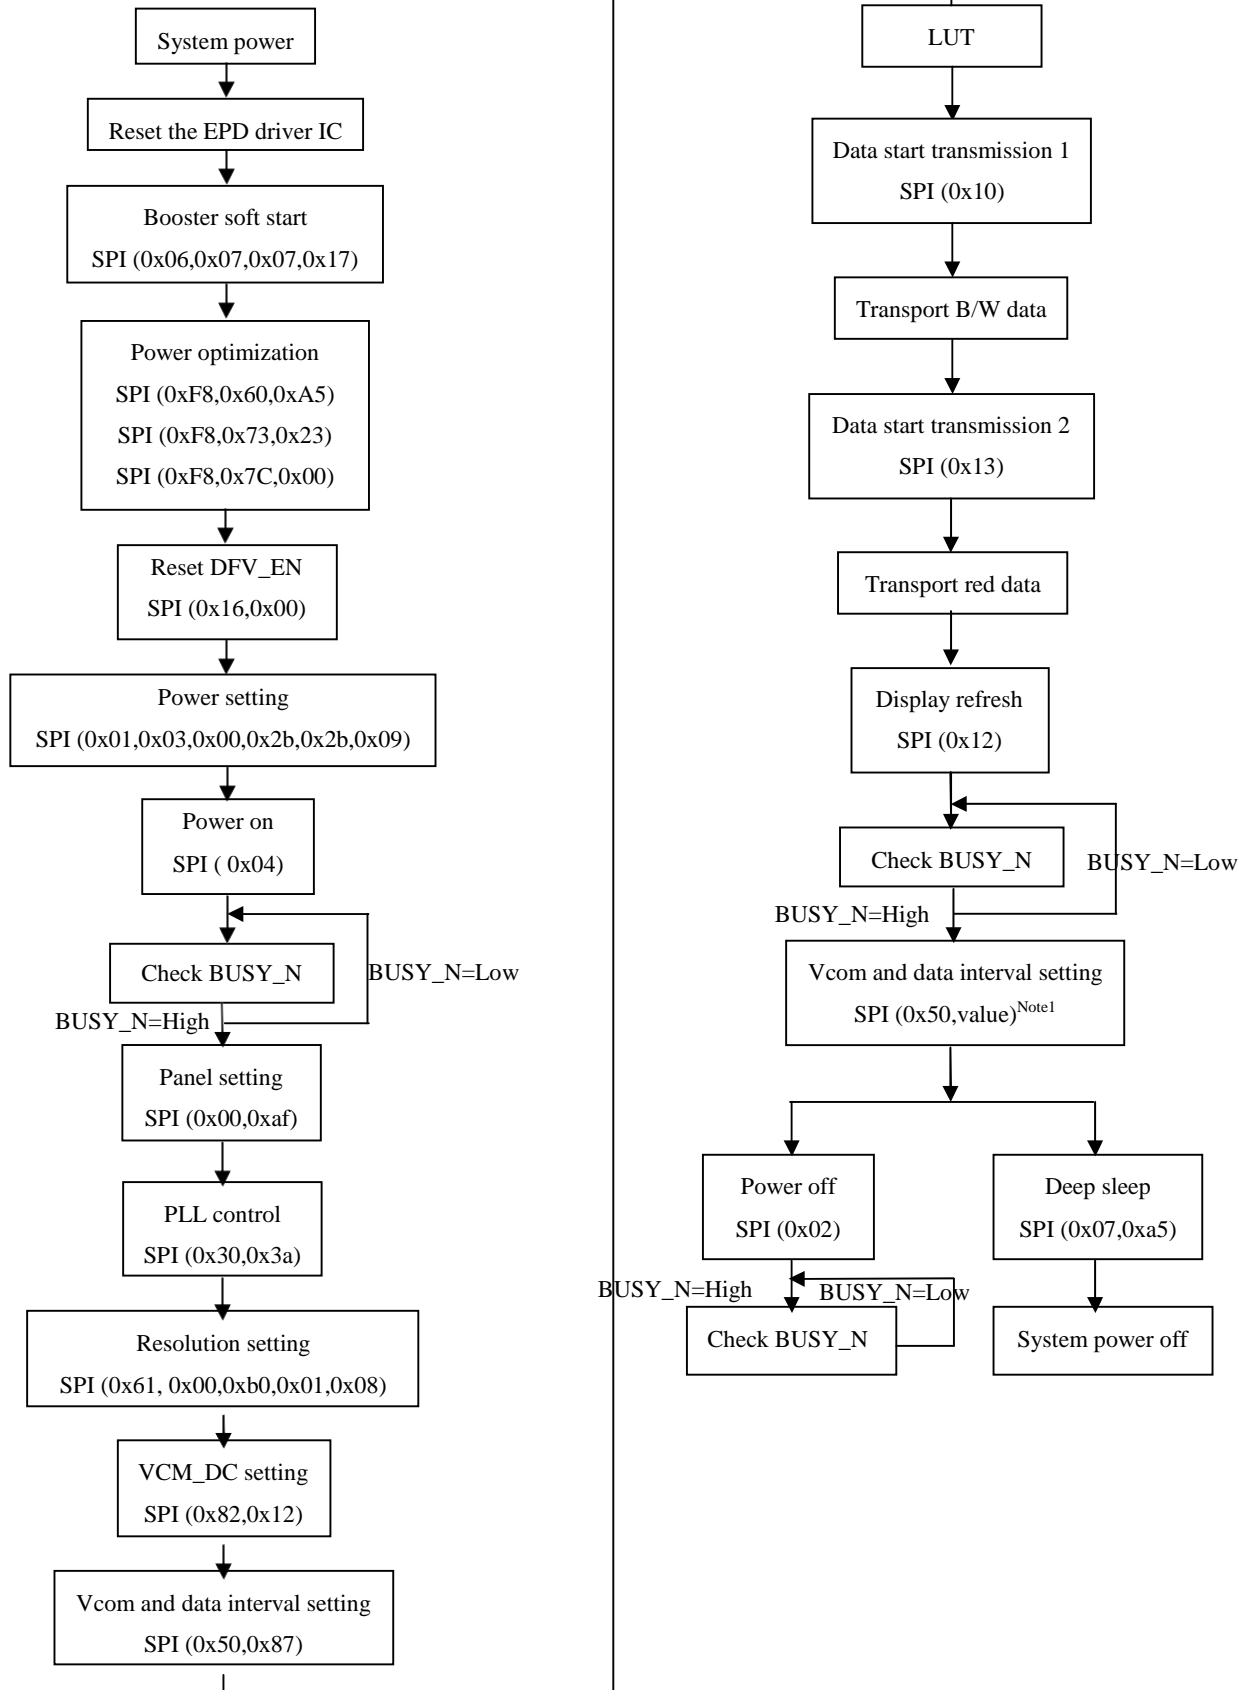 System power
Reset the EPD driver IC
Booster soft start
SPI (0x06,0x07,0x07,0x17)
Power optimization
SPI (0xF8,0x60,0xA5)
SPI (0xF8,0x73,0x23)
SPI (0xF8,0x7C,0x00)
Reset DFV_EN
SPI (0x16,0x00)
Power setting
SPI (0x01,0x03,0x00,0x2b,0x2b,0x09)
Power on
SPI ( 0x04)
Check BUSY_N
BUSY_N=Low
BUSY_N=High
Panel setting
SPI (0x00,0xaf)
PLL control
SPI (0x30,0x3a)
Resolution setting
SPI (0x61, 0x00,0xb0,0x01,0x08)
VCM_DC setting
SPI (0x82,0x12)
Vcom and data interval setting
SPI (0x50,0x87)
LUT
Data start transmission 1
SPI (0x10)
Transport B/W data
Data start transmission 2
SPI (0x13)
Transport red data
Display refresh
SPI (0x12)
Check BUSY_N
BUSY_N=Low
BUSY_N=High
Vcom and data interval setting
SPI (0x50,value)Note1
Power off
SPI (0x02)
BUSY_N=High
BUSY_N=Low
Check BUSY_N
Deep sleep
SPI (0x07,0xa5)
System power off